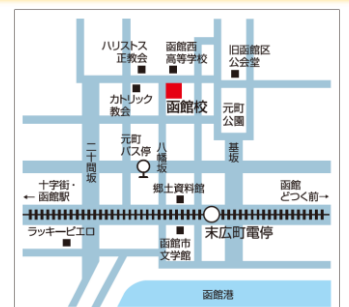 ハリストス
正教会
函館西
高等学校
旧函館区
公会堂
カトリック
教会
函館校
元町
公園
元町
バス停
二十間坂
八幡坂
基坂
十字街・
←函館駅
郷土資料館
函館
どつく前→
ラッキーピエロ
函館市
文学館
末広町電停
函館港